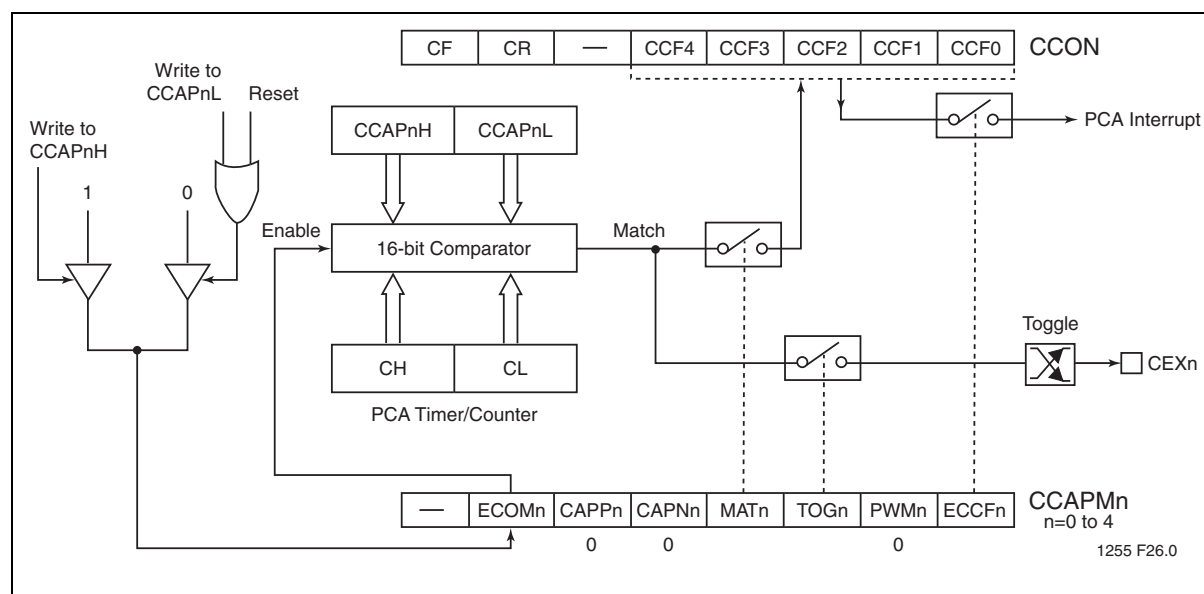 CF CR — CCF4 CCF3 CCF2 CCF1 CCF0 CCON
Write to
CCAPnL
Reset
Write to
CCAPnH
CCAPnH CCAPnL
PCA Interrupt
1 0
Enable
16-bit Comparator
Match
Toggle
CH CL
CEXn
PCA Timer/Counter
— ECOMn CAPPn CAPNn MATn TOGn PWMn ECCFn CCAPMn
n=0 to 4
0 0 0
1255 F26.0